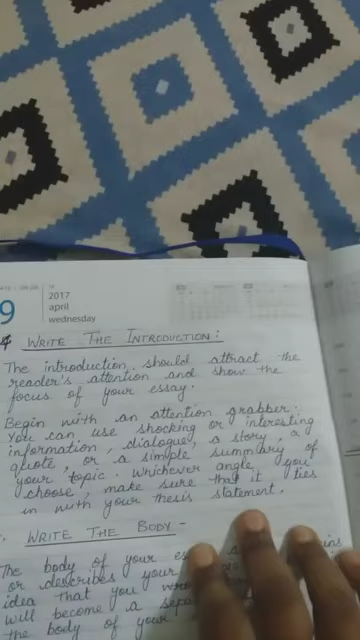 9
2017
april
wednesday
WRITE THE INTRODUCTION:
The introduction should attract the
reader's attention and show the
focus of your essay.
Begin with an attention grabber.
You can use shocking or interesting
information, dialogue, a story, a
quote, or a simple summary of
your topic. Whichever angle you
choose, make sure that it ties
in with your thesis statement.
WRITE THE BODY -
The body of your
or describes your
idea that you
will become a
the body of your